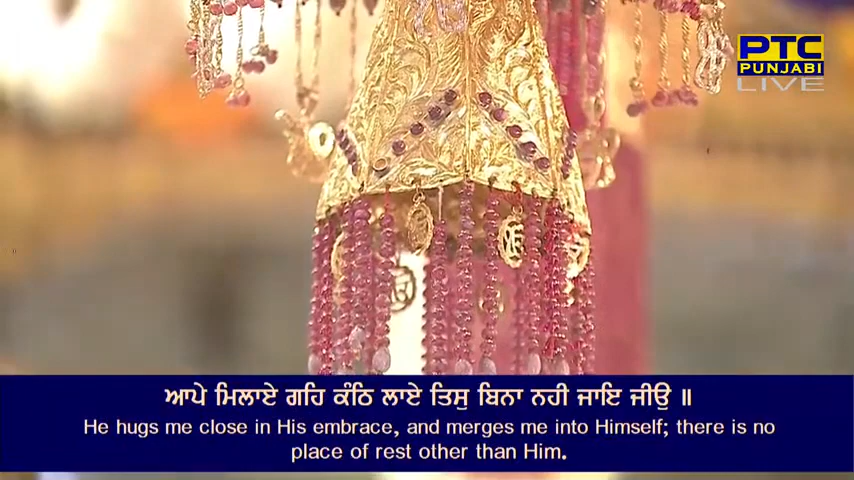 PTC
PUNJABI
LIVE
ਆਪੇ ਮਿਲਾਏ ਗਹਿ ਕੰਠਿ ਲਾਏ ਤਿਸੁ ਬਿਨਾ ਨਹੀ ਜਾਇ ਜੀਉ ॥
He hugs me close in His embrace, and merges me into Himself; there is no
place of rest other than Him.